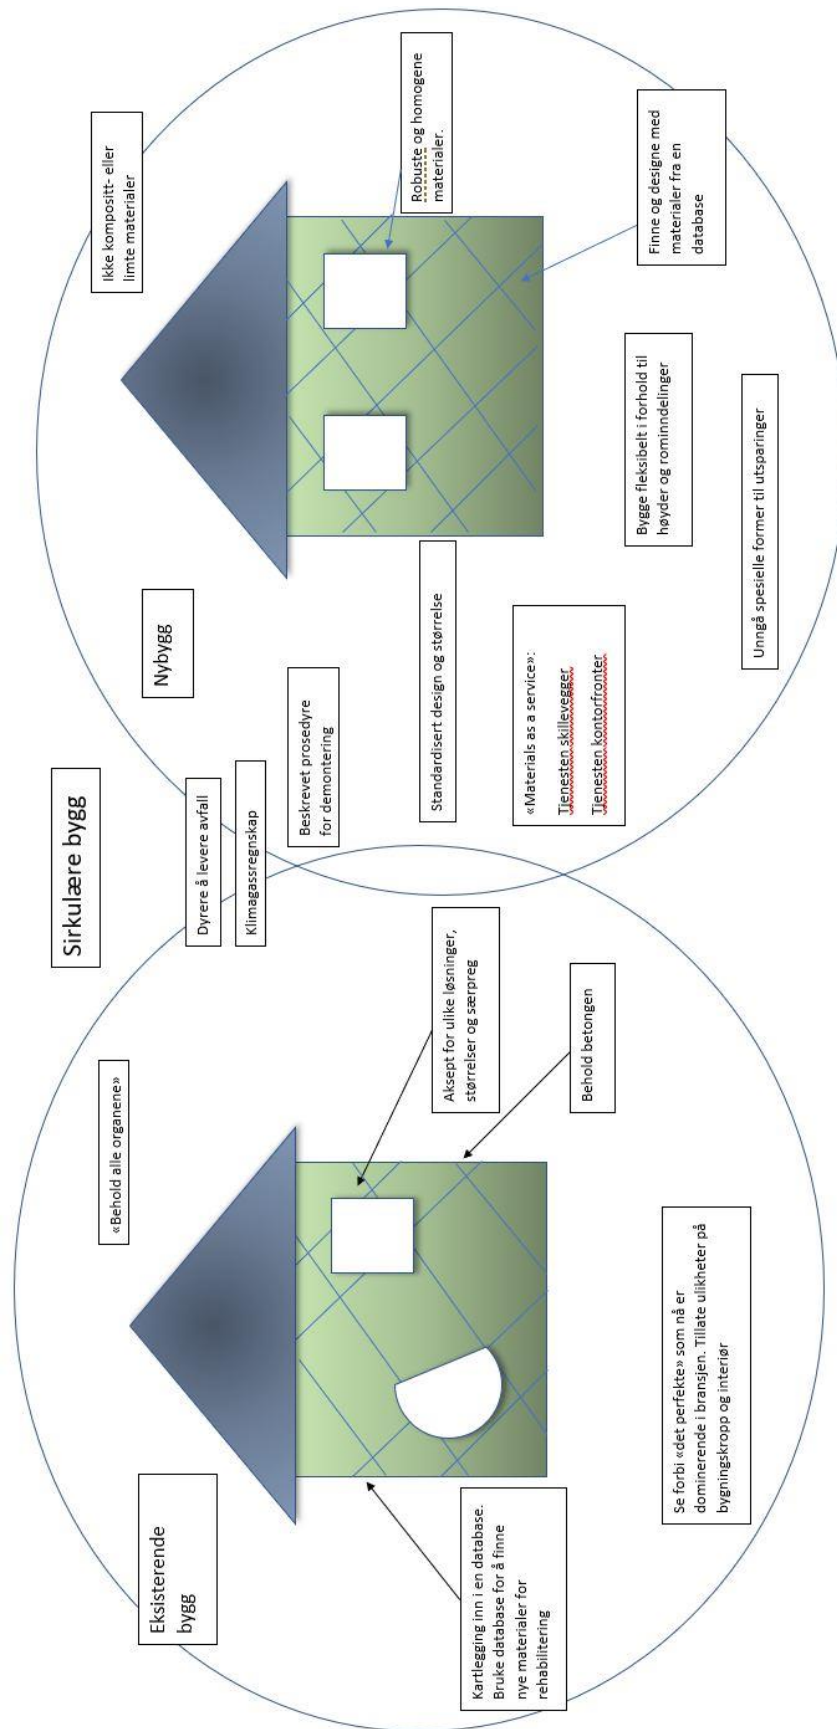 Sirkulære bygg
Eksisterende
bygg
«Behold alle organene»
Aksept for ulike løsninger,
størrelser og særpreg
Behold betongen
Kartlegging inn i en database.
Bruke database for å finne
nye materialer for
rehabilitering
Se forbi «det perfekte» som nå er
dominerende i bransjen. Tillate ulikheter på
bygningskropp og interiør
Dyrere å levere avfall
Klimagassregnskap
Nybygg
Beskrevet prosedyre
for demontering
Standardisert design og størrelse
«Materials as a service»:
Tjenesten skillevegger
Tjenesten kontorfronter
Ikke kompositt- eller
limte materialer
Robuste og homogene
materialer.
Finne og designe med
materialer fra en
database
Bygge fleksibelt i forhold til
høyder og rominndelinger
Unngå spesielle former til utsparinger